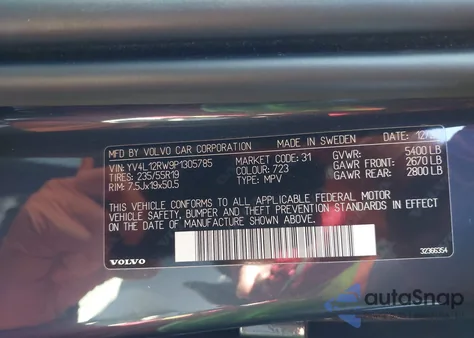 MFD BY VOLVO CAR CORPORATION MADE IN SWEDEN DATE: 12/
VIN: YV4L12RW9P1305785 MARKET CODE: 31 GVWR: 5400 LB
TIRES: 235/55R19 COLOUR: 723 GAWR FRONT: 2670 LB
RIM: 7.5Jx19x50.5 TYPE: MPV GAWR REAR: 2800 LB
THIS VEHICLE CONFORMS TO ALL APPLICABLE FEDERAL MOTOR
VEHICLE SAFETY, BUMPER AND THEFT PREVENTION STANDARDS IN EFFECT
ON THE DATE OF MANUFACTURE SHOWN ABOVE.
VOLVO 32366354
autoSnap